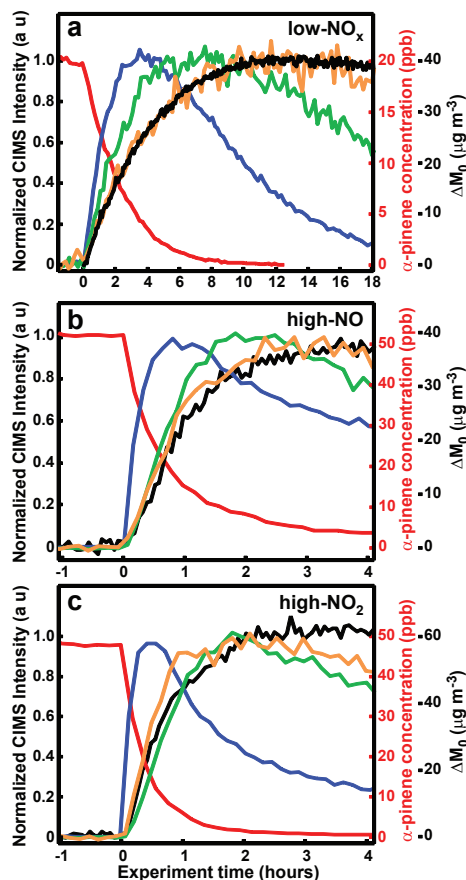 a
low-NOx
Normalized CIMS Intensity (a u)
1.0
0.8
0.6
0.4
0.2
0
20
15
10
5
0
α-pinene concentration (ppb)
-40
-30
-20
-10
-0
ΔM0 (μg m-3)
0 2 4 6 8 10 12 14 16 18
b
high-NO
Normalized CIMS Intensity (a u)
1.0
0.8
0.6
0.4
0.2
0
50
40
30
20
10
0
α-pinene concentration (ppb)
-40
-30
-20
-10
-0
ΔM0 (μg m-3)
-1 0 1 2 3 4
c
high-NO2
Normalized CIMS Intensity (a u)
1.0
0.8
0.6
0.4
0.2
0
50
40
30
20
10
0
α-pinene concentration (ppb)
-60
-40
-20
-0
ΔM0 (μg m-3)
-1 0 1 2 3 4
Experiment time (hours)